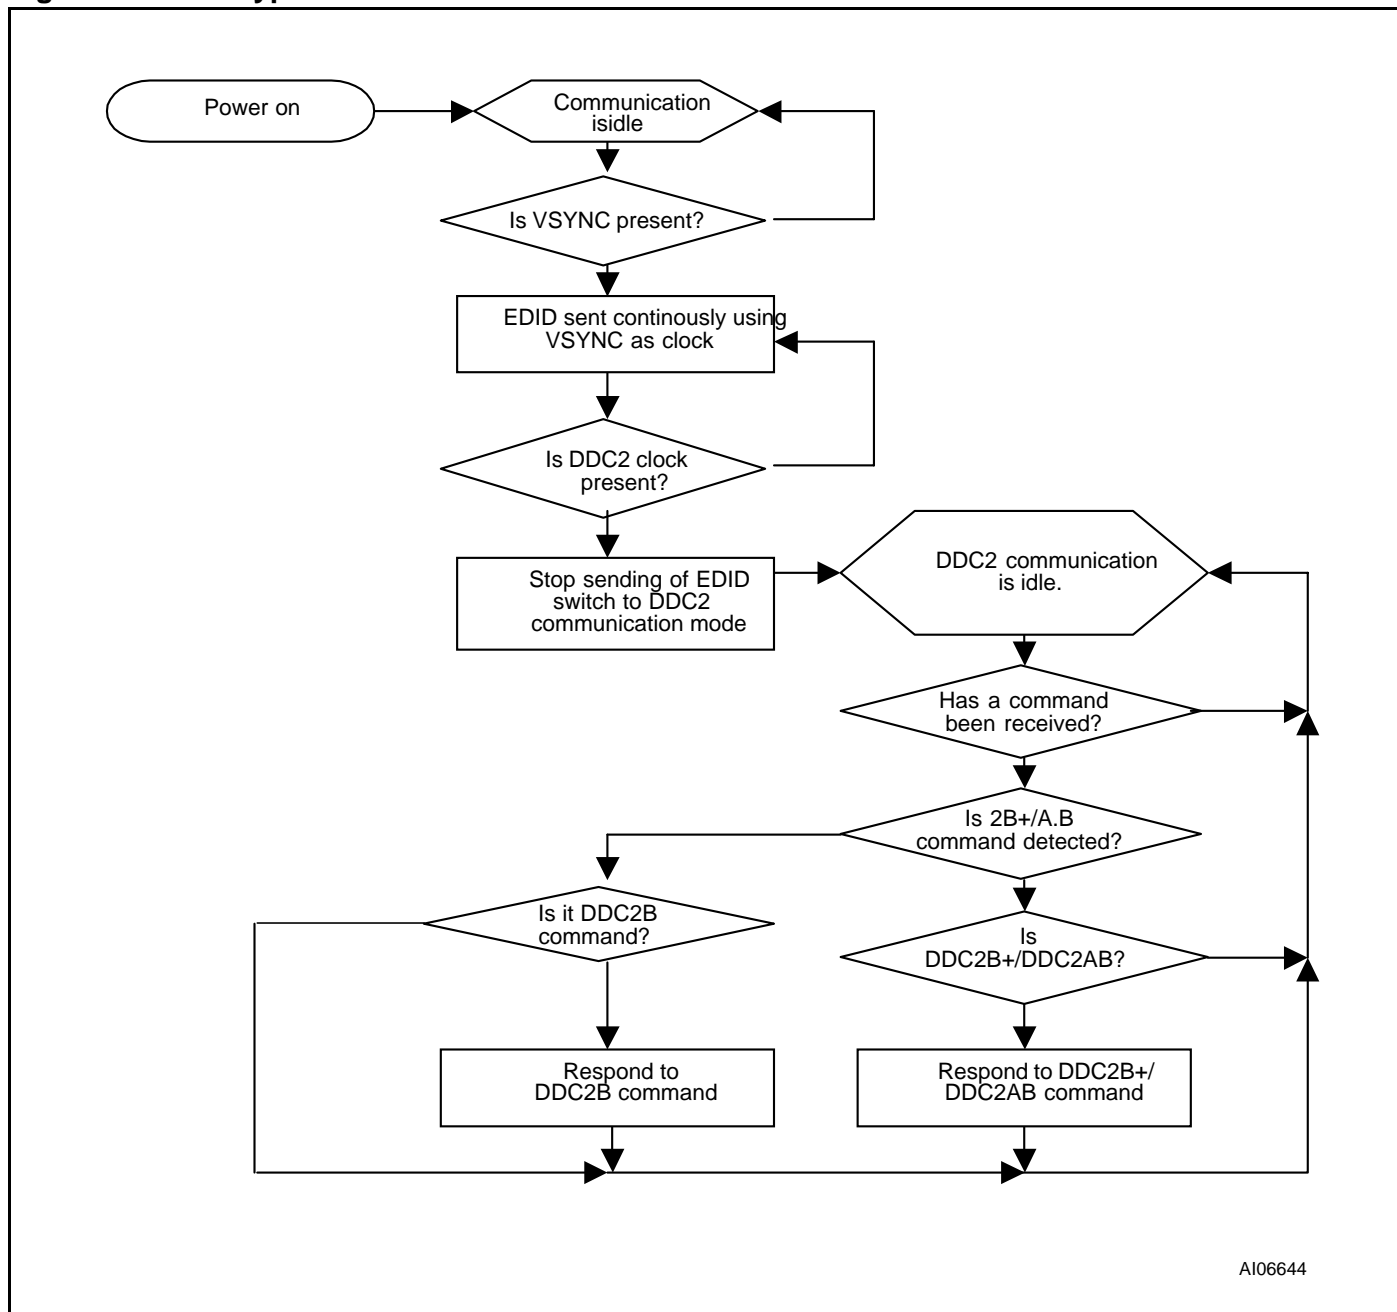 Power on
Communication
isidle
Is VSYNC present?
EDID sent continously using
VSYNC as clock
Is DDC2 clock
present?
Stop sending of EDID
switch to DDC2
communication mode
DDC2 communication
is idle.
Has a command
been received?
Is 2B+/A.B
command detected?
Is it DDC2B
command?
Is
DDC2B+/DDC2AB?
Respond to
DDC2B command
Respond to DDC2B+/
DDC2AB command
AI06644